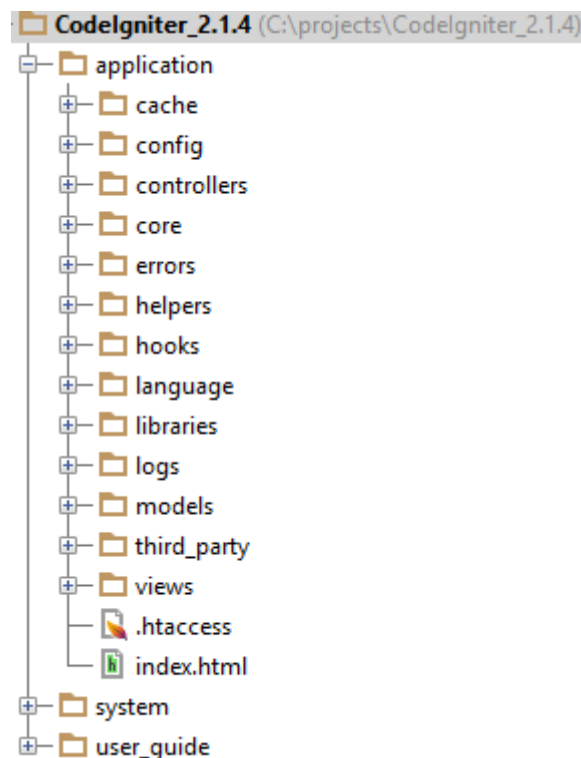 CodeIgniter_2.1.4 (C:\projects\CodeIgniter_2.1.4)
application
cache
config
controllers
core
errors
helpers
hooks
language
libraries
logs
models
third_party
views
.htaccess
index.html
system
user_guide